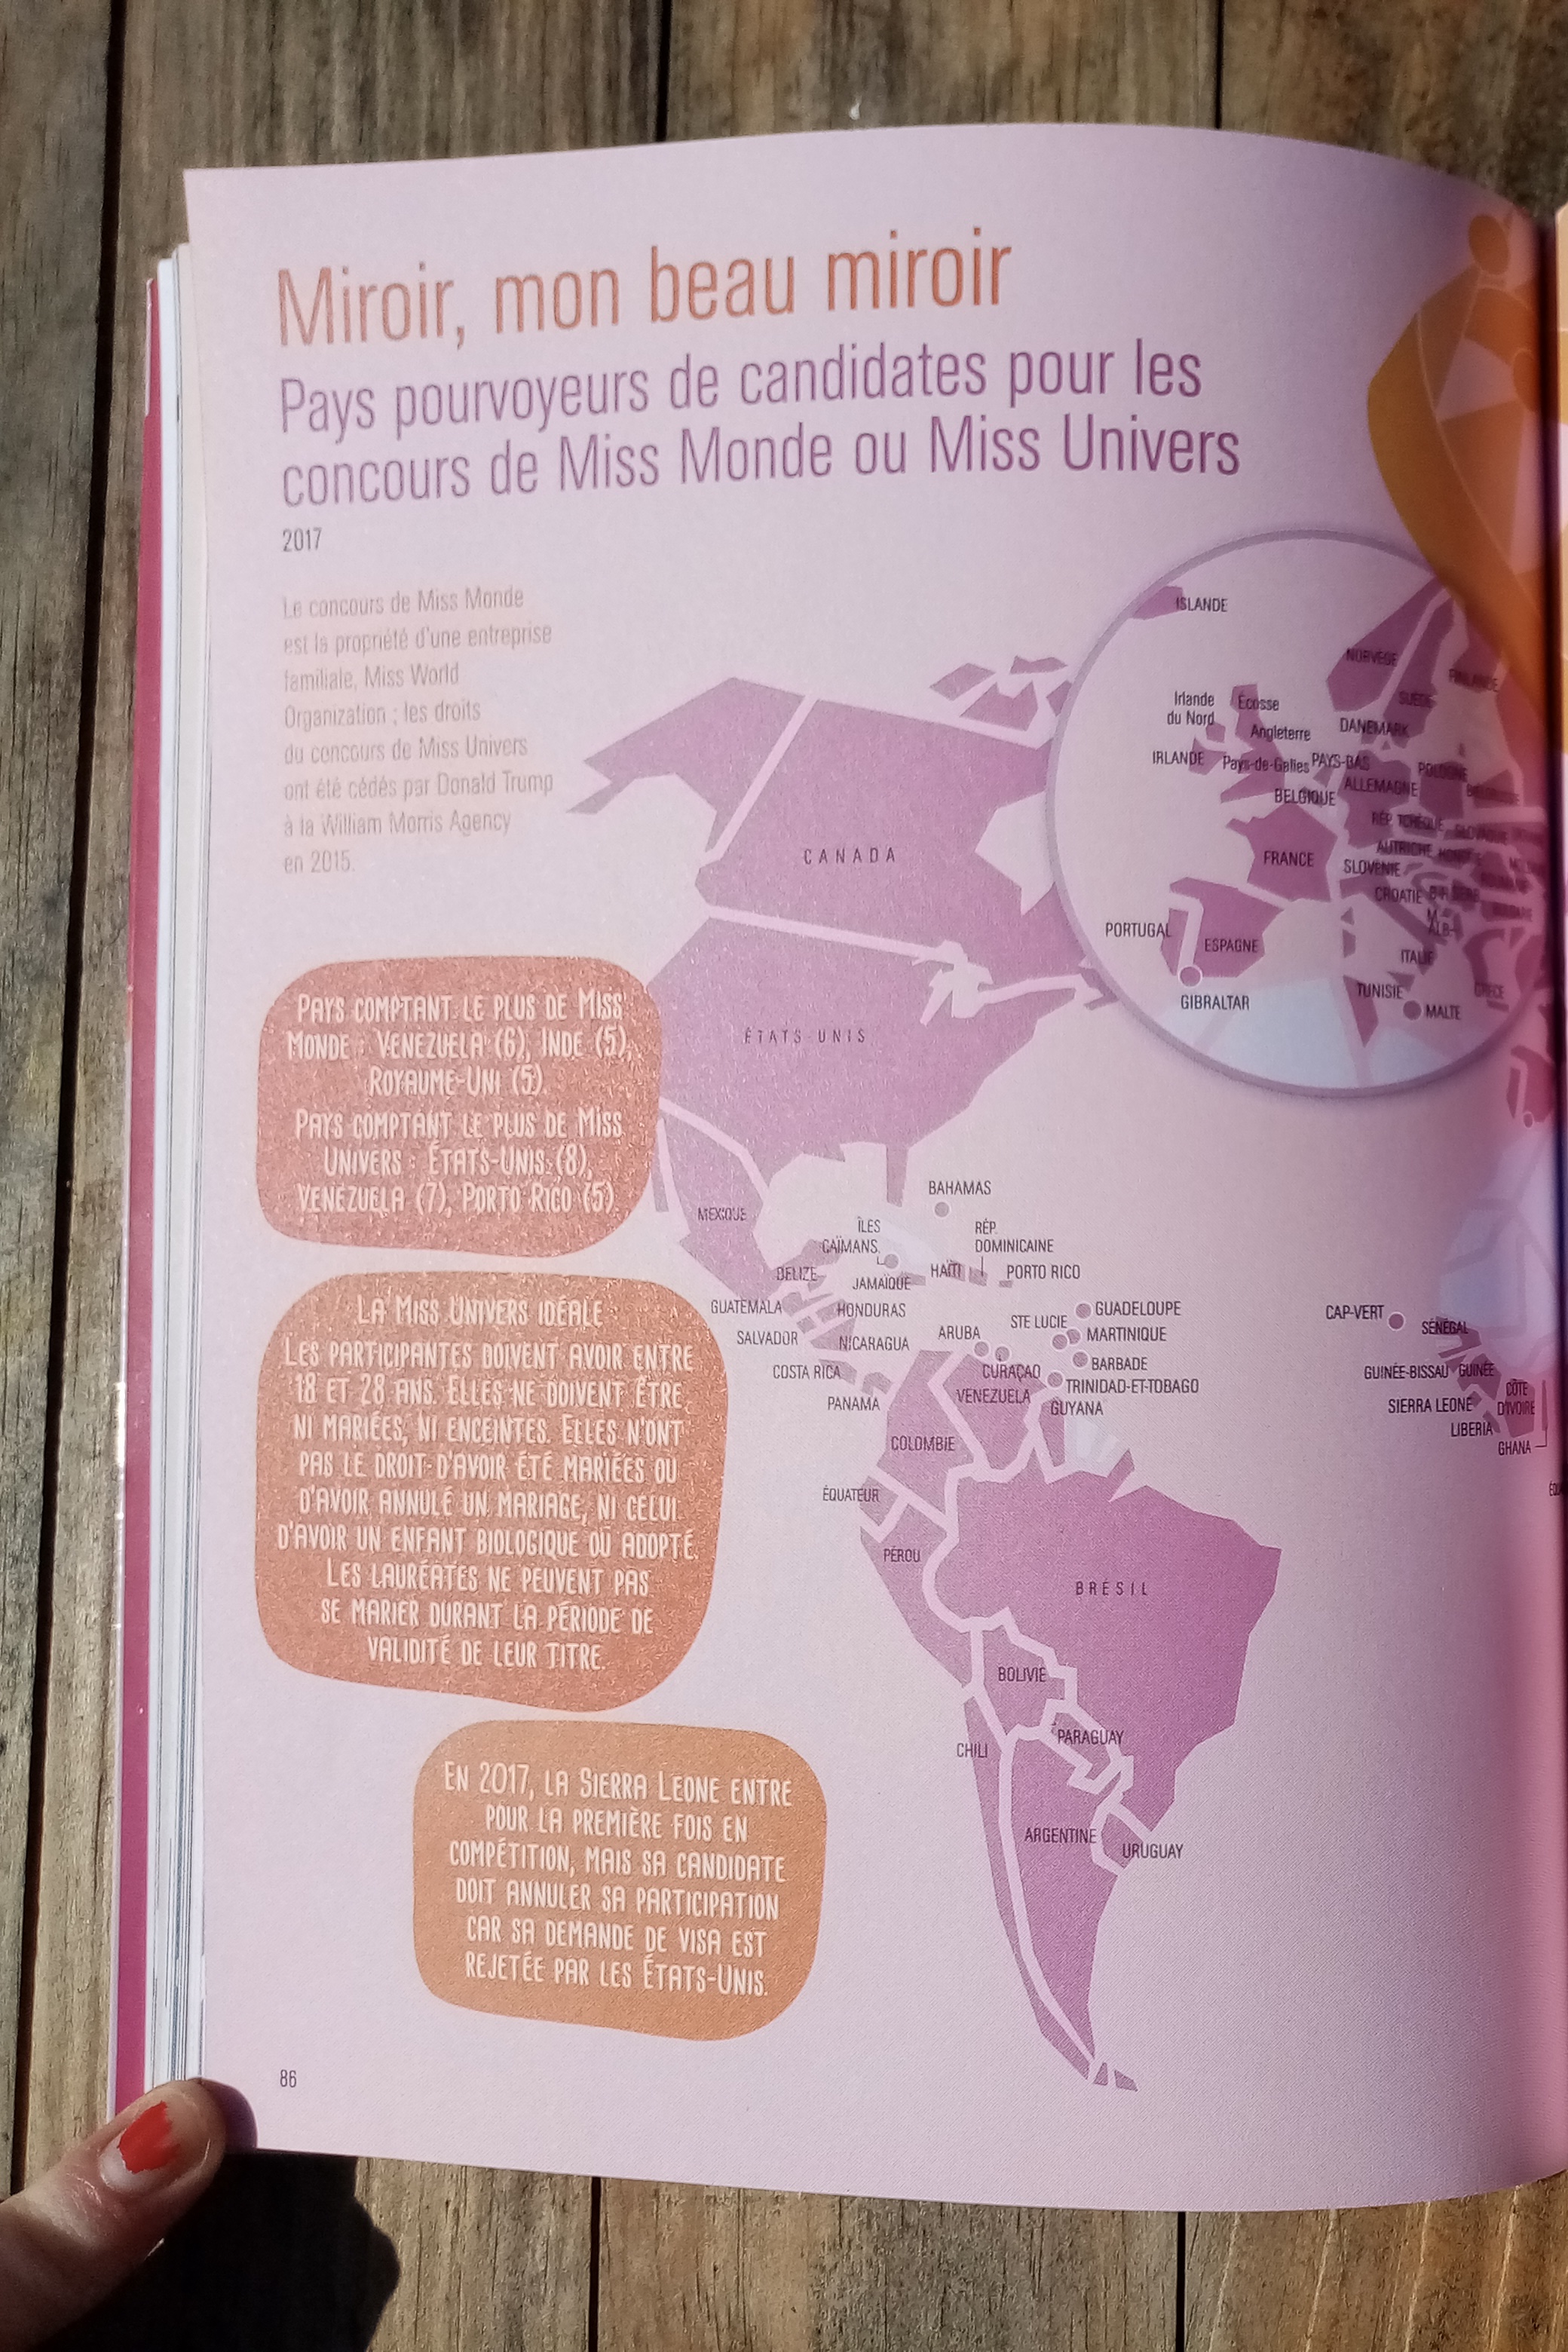 Miroir, mon beau miroir
Pays pourvoyeurs de candidates pour les
concours de Miss Monde ou Miss Univers
2017
Le concours de Miss Monde
est la propriété d'une entreprise
familiale, Miss World
Organization ; les droits
du concours de Miss Univers
ont été cédés par Donald Trump
à la William Morris Agency
en 2015.
PAYS COMPTANT LE PLUS DE MISS
MONDE : VENEZUELA (6), INDE (5),
ROYAUME-UNI (5).
PAYS COMPTANT LE PLUS DE MISS
UNIVERS : ÉTATS-UNIS (8),
VENEZUELA (7), PORTO RICO (5)
LA MISS UNIVERS IDÉALE
LES PARTICIPANTES DOIVENT AVOIR ENTRE
18 ET 28 ANS. ELLES NE DOIVENT ÊTRE
NI MARIÉES, NI ENCEINTES. ELLES N'ONT
PAS LE DROIT D'AVOIR ÉTÉ MARIÉES OU
D'AVOIR ANNULÉ UN MARIAGE, NI CELUI
D'AVOIR UN ENFANT BIOLOGIQUE OU ADOPTÉ.
LES LAURÉATES NE PEUVENT PAS
SE MARIER DURANT LA PÉRIODE DE
VALIDITÉ DE LEUR TITRE.
EN 2017, LA SIERRA LEONE ENTRE
POUR LA PREMIÈRE FOIS EN
COMPÉTITION, MAIS SA CANDIDATE
DOIT ANNULER SA PARTICIPATION
CAR SA DEMANDE DE VISA EST
REJETÉE PAR LES ÉTATS-UNIS.
ISLANDE
NORVÈGE
FINLANDE
SUÈDE
Irlande
du Nord
Écosse
Angleterre
DANEMARK
IRLANDE
Pays-de-Galles
PAYS-BAS
ALLEMAGNE
POLOGNE
BELGIQUE
RÉP. TCHÈQUE
SLOVAQUIE
AUTRICHE
FRANCE
SLOVÉNIE
CROATIE
PORTUGAL
ESPAGNE
ALB.
ITALIE
GIBRALTAR
TUNISIE
GRÈCE
MALTE
CANADA
ÉTATS UNIS
MEXIQUE
BAHAMAS
ÎLES
CAÏMANS
RÉP.
DOMINICAINE
BELIZE
JAMAÏQUE
HAÏTI
PORTO RICO
GUATEMALA
HONDURAS
GUADELOUPE
SALVADOR
NICARAGUA
ARUBA
STE LUCIE
MARTINIQUE
COSTA RICA
CURAÇAO
BARBADE
PANAMA
VENEZUELA
TRINIDAD-ET-TOBAGO
GUYANA
COLOMBIE
ÉQUATEUR
PÉROU
BRÉSIL
BOLIVIE
CHILI
PARAGUAY
ARGENTINE
URUGUAY
CAP-VERT
SÉNÉGAL
GUINÉE-BISSAU
GUINÉE
CÔTE
D'IVOIRE
SIERRA LEONE
LIBERIA
GHANA
86